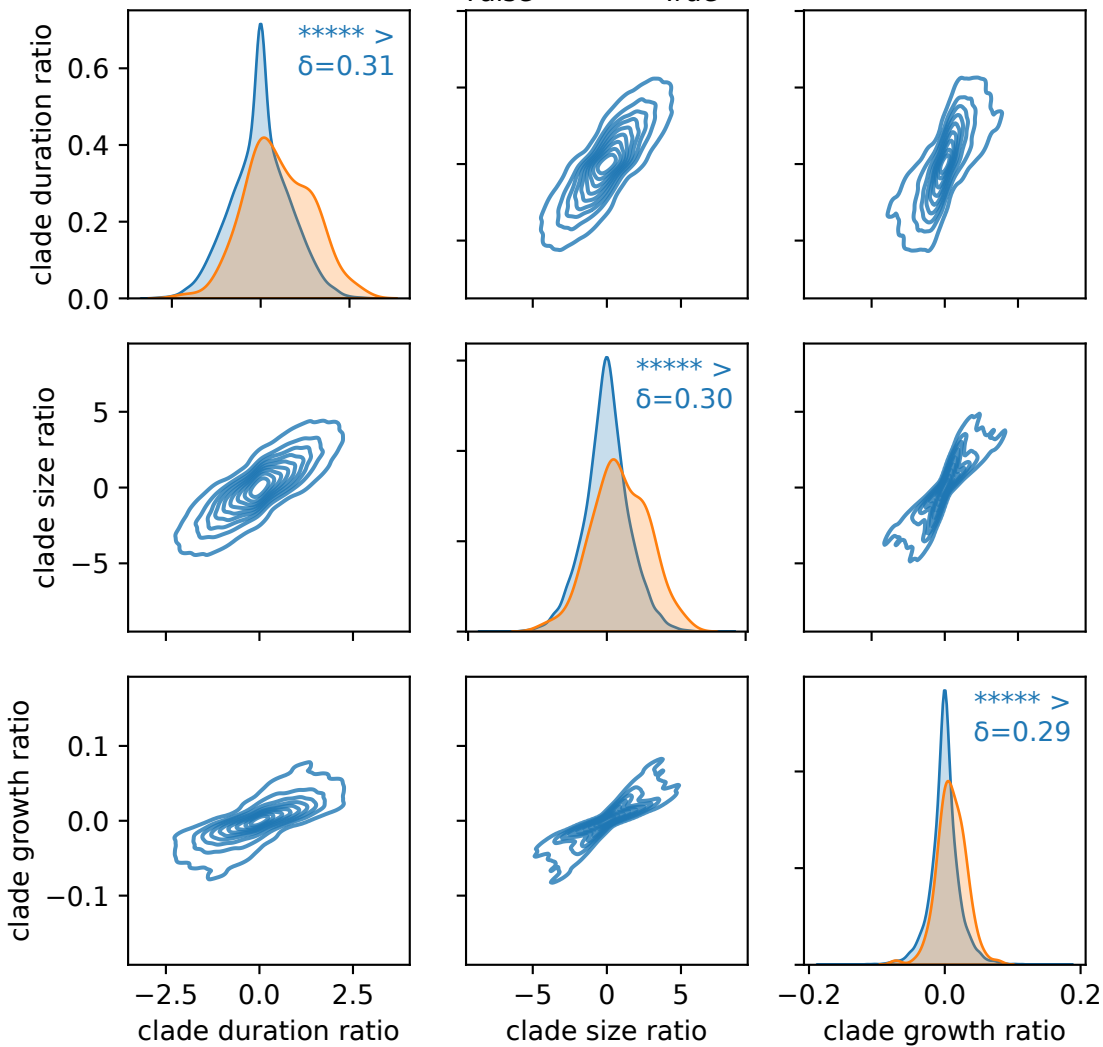 ***** >
δ=0.31
clade duration ratio
0.6
0.4
0.2
0.0
***** >
δ=0.30
clade size ratio
5
0
−5
***** >
δ=0.29
clade growth ratio
0.1
0.0
−0.1
−2.5 0.0 2.5 −5 0 5 −0.2 0.0 0.2
clade duration ratio clade size ratio clade growth ratio